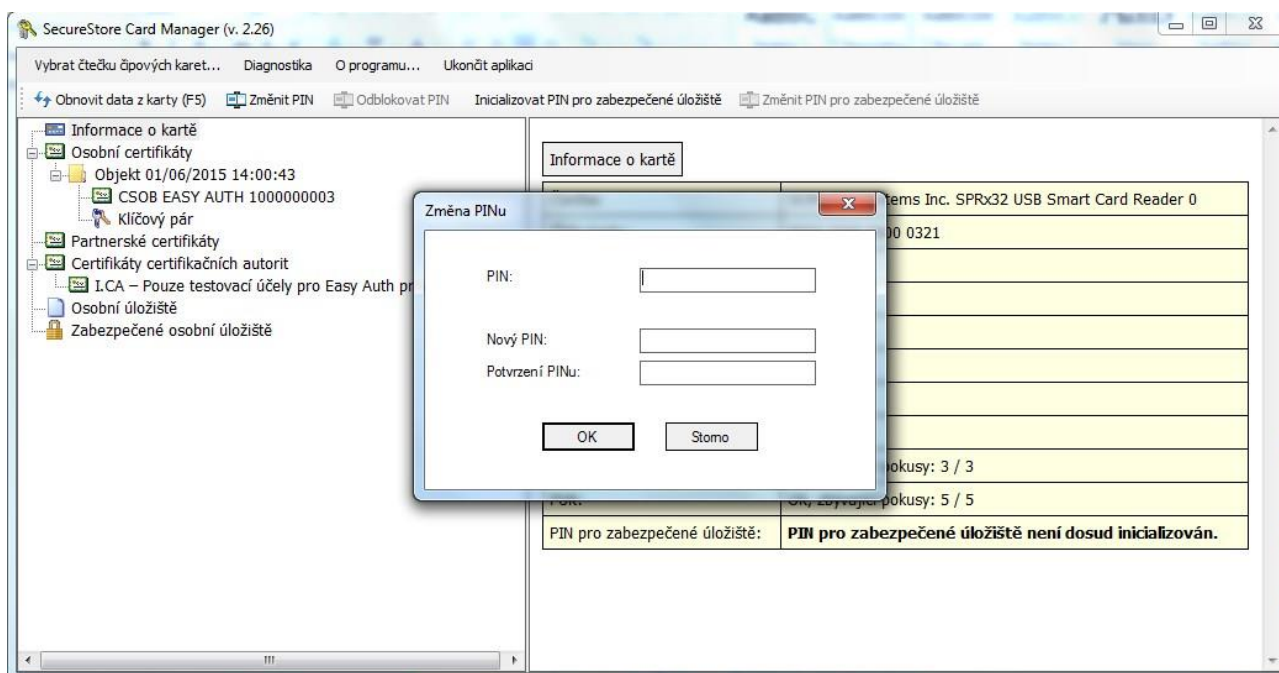 SecureStore Card Manager (v. 2.26)
Vybrat čtečku čipových karet... Diagnostika O programu... Ukončit aplikaci
Obnovit data z karty (F5) Změnit PIN Odblokovat PIN Inicializovat PIN pro zabezpečené úložiště Změnit PIN pro zabezpečené úložiště
Informace o kartě
Osobní certifikáty
Objekt 01/06/2015 14:00:43
CSOB EASY AUTH 1000000003
Klíčový pár
Partnerské certifikáty
Certifikáty certifikačních autorit
I.CA – Pouze testovací účely pro Easy Auth
Osobní úložiště
Zabezpečené osobní úložiště
Informace o kartě
Inc. SPRx32 USB Smart Card Reader 0
0321
pokusy: 3 / 3
PUK: OK, zbývající pokusy: 5 / 5
PIN pro zabezpečené úložiště: PIN pro zabezpečené úložiště není dosud inicializován.
Změna PINu
PIN:
Nový PIN:
Potvrzení PINu:
OK Storno